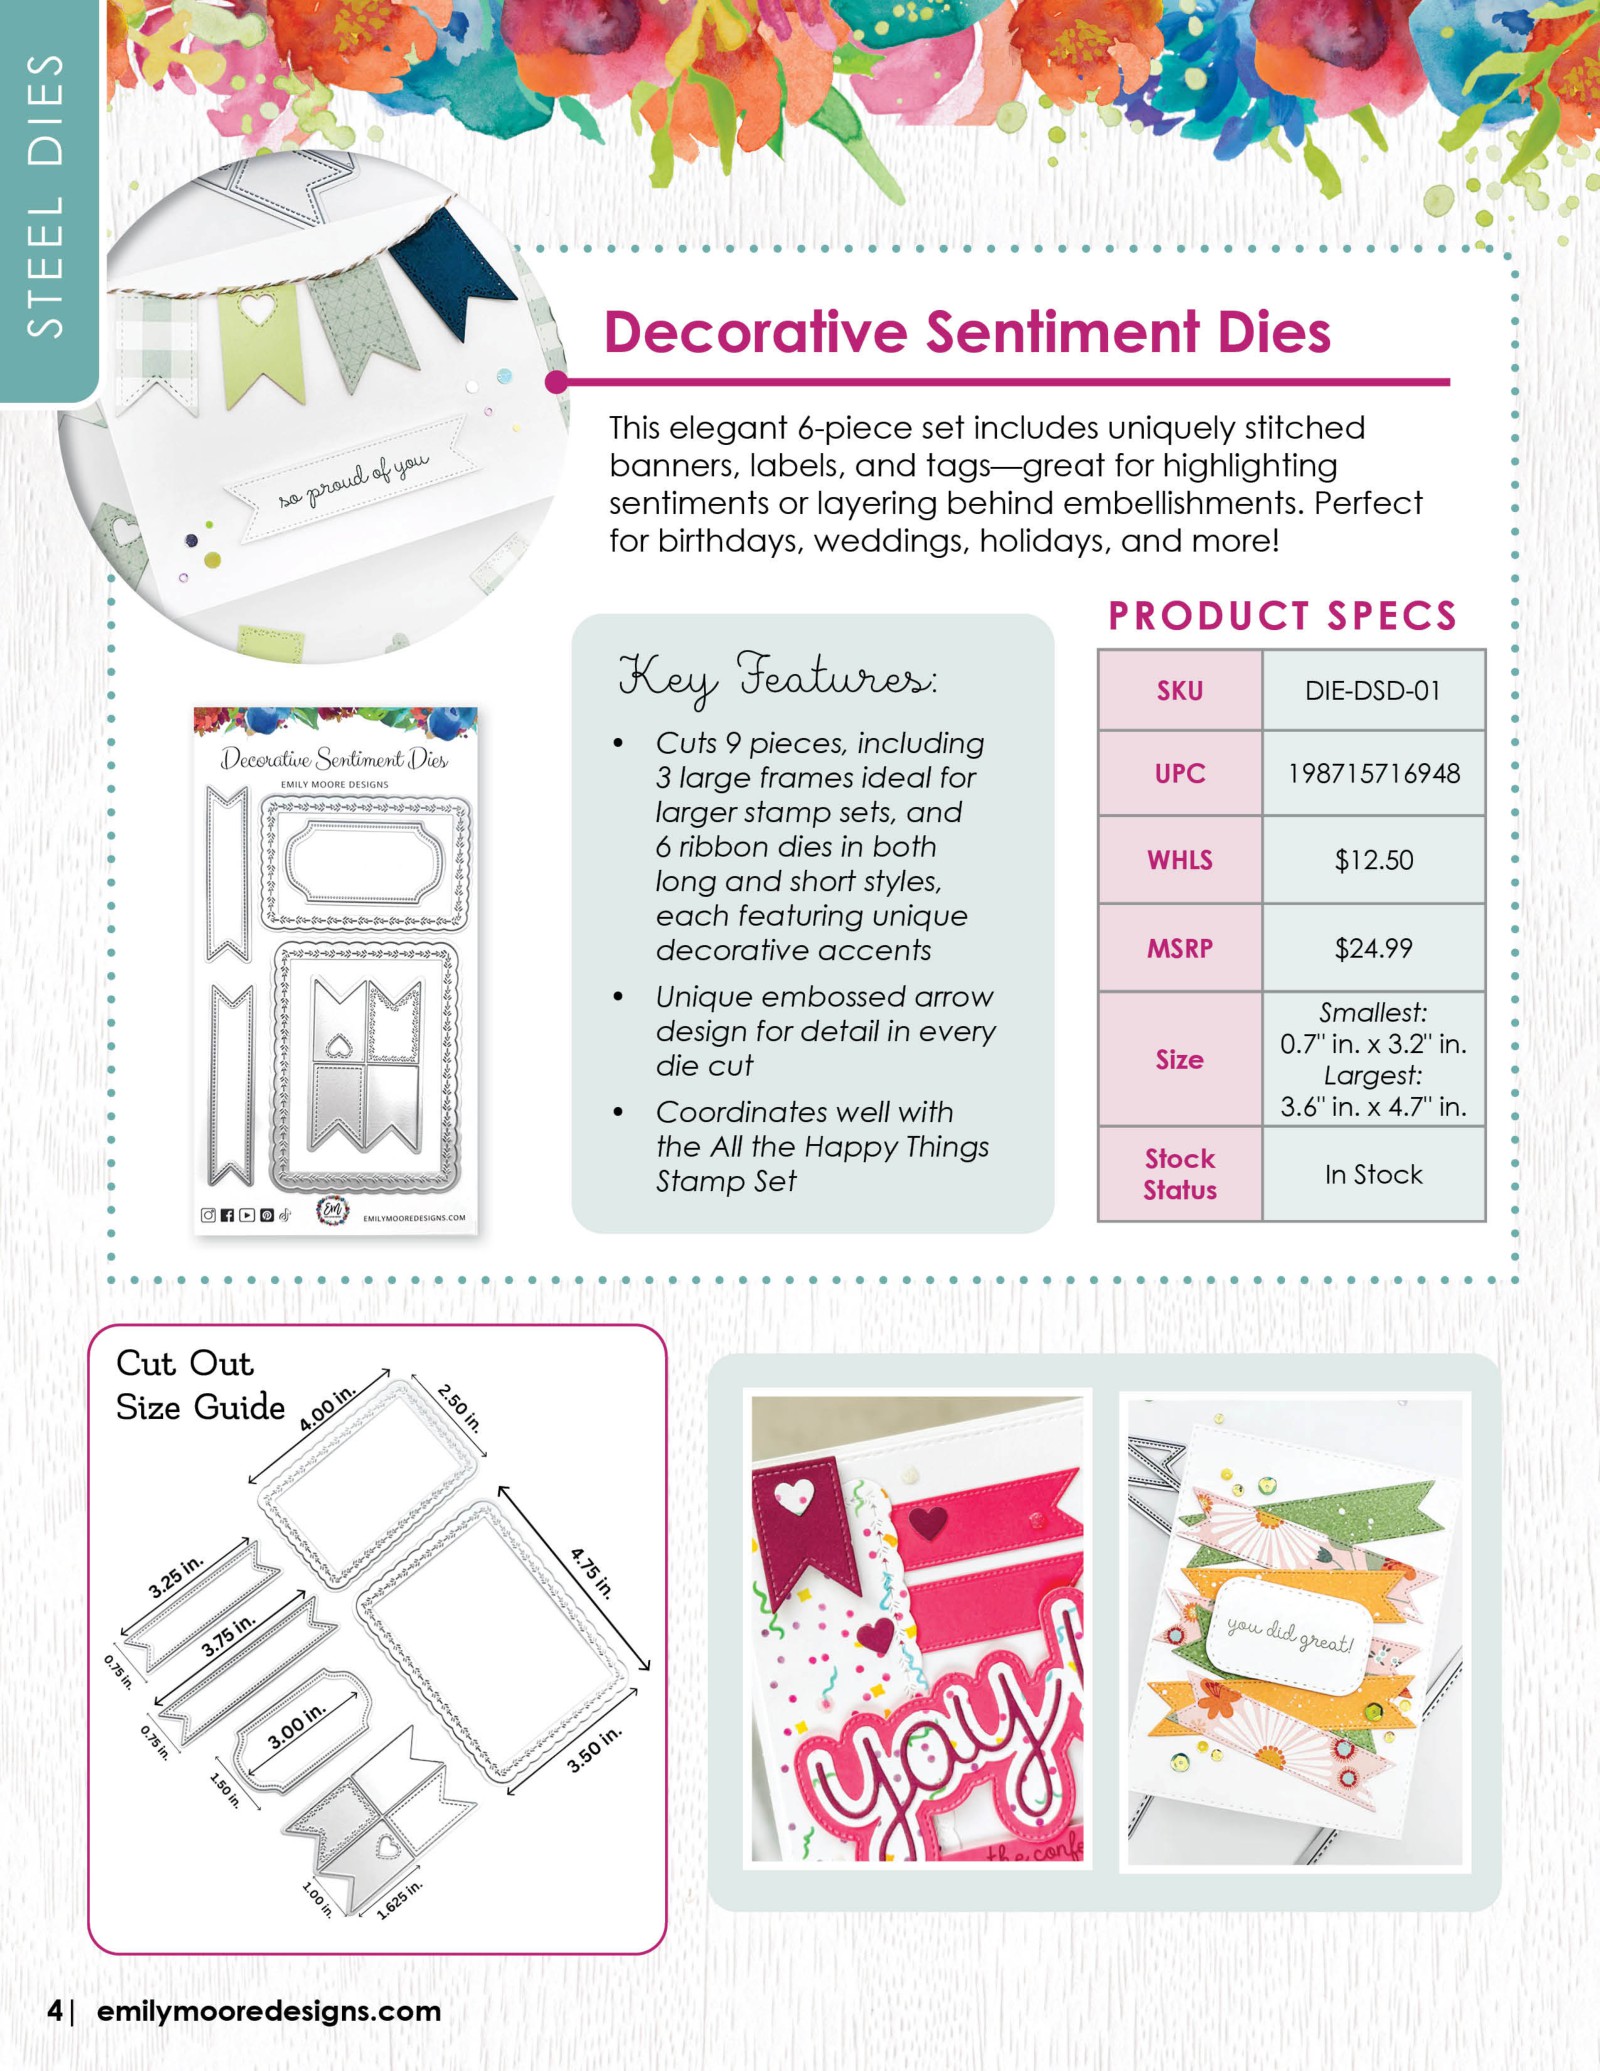 STEEL DIES
so proud of you
Decorative Sentiment Dies
This elegant 6-piece set includes uniquely stitched
banners, labels, and tags—great for highlighting
sentiments or layering behind embellishments. Perfect
for birthdays, weddings, holidays, and more!
Decorative Sentiment Dies
EMILY MOORE DESIGNS
EM
EMILYMOOREDESIGNS.COM
Key Features:
• Cuts 9 pieces, including
3 large frames ideal for
larger stamp sets, and
6 ribbon dies in both
long and short styles,
each featuring unique
decorative accents
• Unique embossed arrow
design for detail in every
die cut
• Coordinates well with
the All the Happy Things
Stamp Set
PRODUCT SPECS
SKU DIE-DSD-01
UPC 198715716948
WHLS $12.50
MSRP $24.99
Size
Smallest:
0.7" in. x 3.2" in.
Largest:
3.6" in. x 4.7" in.
Stock
Status
In Stock
Cut Out
Size Guide
4.00 in.
2.50 in.
3.25 in.
0.75 in.
3.75 in.
0.75 in.
4.75 in.
3.50 in.
3.00 in.
1.50 in.
1.00 in.
1.625 in.
yay!
the confe
you did great!
4| emilymooredesigns.com